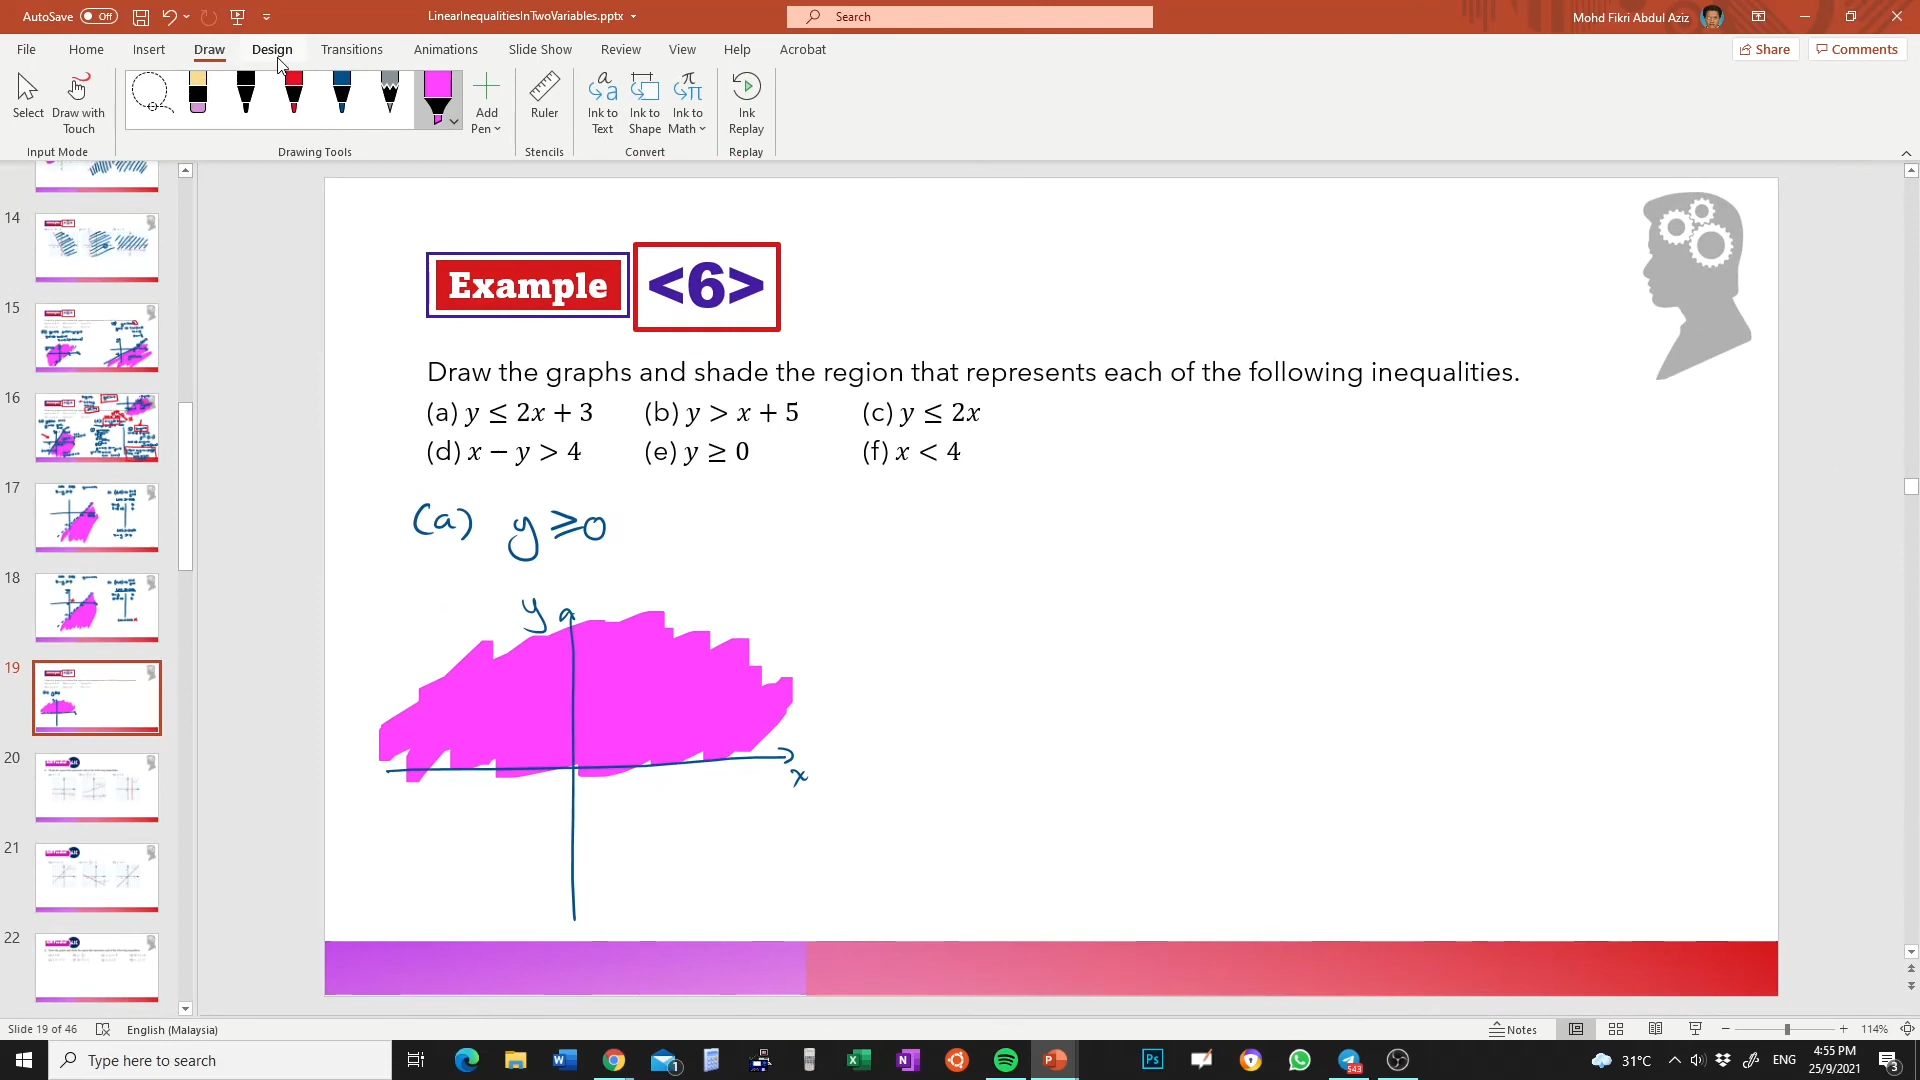 AutoSave Off
LinearInequalitiesInTwoVariables.pptx
Search
Mohd Fikri Abdul Aziz
File Home Insert Draw Design Transitions Animations Slide Show Review View Help Acrobat
Share Comments
Select
Draw with Touch
Add Pen
Ruler
Ink to Text
Ink to Shape
Ink to Math
Ink Replay
Input Mode
Drawing Tools
Stencils
Convert
Replay
14
15
16
17
18
19
20
21
22
Example <6>
Draw the graphs and shade the region that represents each of the following inequalities.
(a) y ≤ 2x + 3 (b) y > x + 5 (c) y ≤ 2x
(d) x − y > 4 (e) y ≥ 0 (f) x < 4
(a) y ≥ 0
y
x
Slide 19 of 46 English (Malaysia)
Notes
114%
Type here to search
1
543
31°C
ENG
4:55 PM
25/9/2021
3